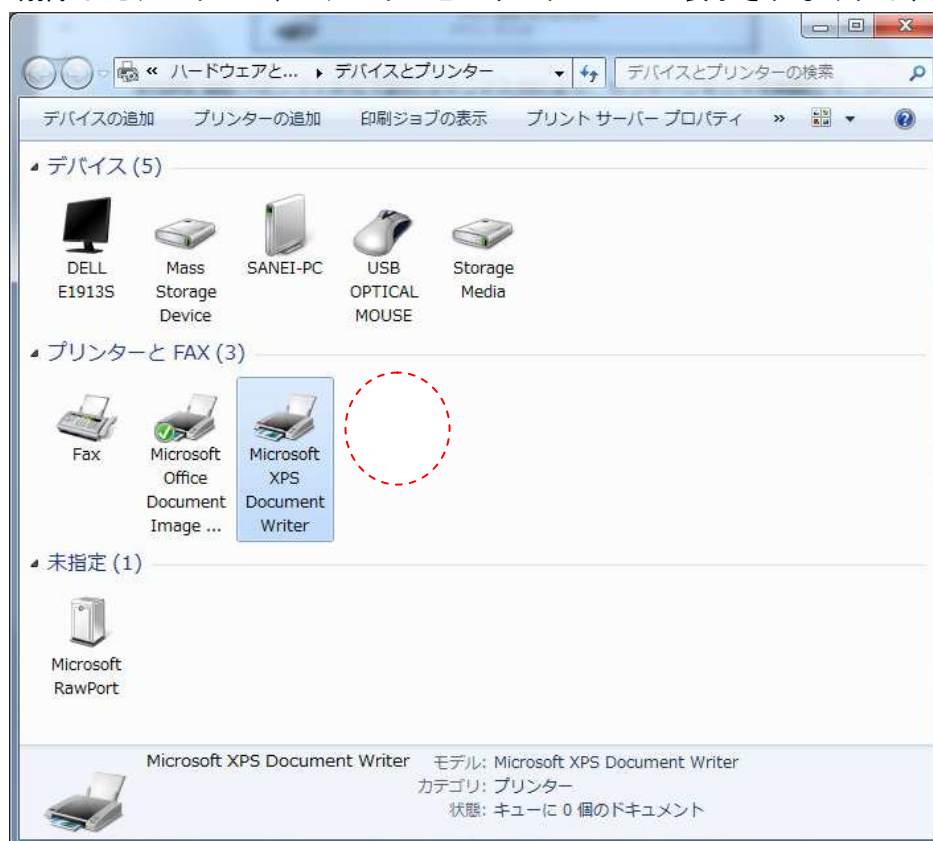 « ハードウェアと... ▸ デバイスとプリンター
デバイスとプリンターの検索
デバイスの追加 プリンターの追加 印刷ジョブの表示 プリント サーバー プロパティ »
デバイス (5)
DELL
E1913S
Mass
Storage
Device
SANEI-PC
USB
OPTICAL
MOUSE
Storage
Media
プリンターと FAX (3)
Fax
Microsoft
Office
Document
Image ...
Microsoft
XPS
Document
Writer
未指定 (1)
Microsoft
RawPort
Microsoft XPS Document Writer モデル: Microsoft XPS Document Writer
カテゴリ: プリンター
状態: キューに 0 個のドキュメント